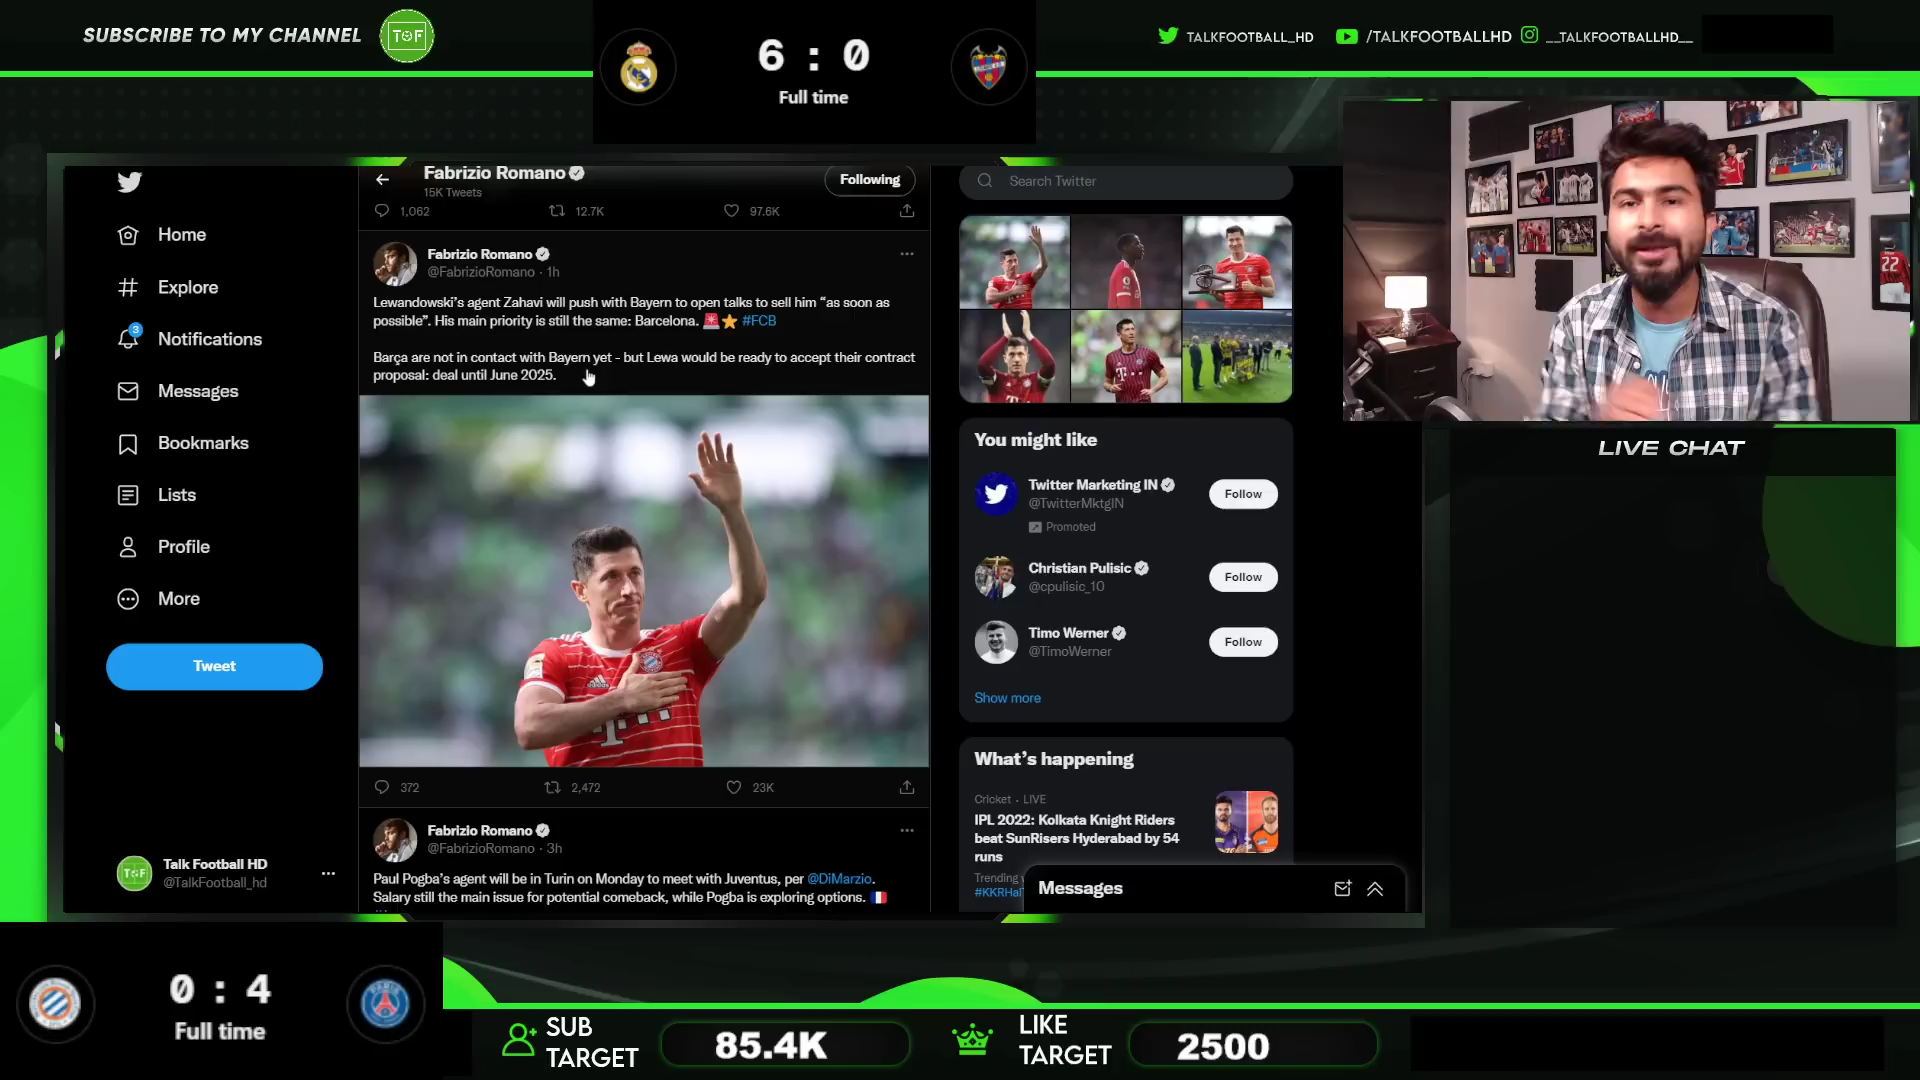 SUBSCRIBE TO MY CHANNEL
TOF
6 : 0
Full time
TALKFOOTBALL_HD
/TALKFOOTBALLHD
__TALKFOOTBALLHD__
Home
Explore
3
Notifications
Messages
Bookmarks
Lists
Profile
More
Tweet
Talk Football HD
@TalkFootball_hd
Fabrizio Romano
15K Tweets
Following
1,062
12.7K
97.6K
Fabrizio Romano
@FabrizioRomano · 1h
Lewandowski's agent Zahavi will push with Bayern to open talks to sell him “as soon as
possible”. His main priority is still the same: Barcelona. 🚨⭐ #FCB
Barça are not in contact with Bayern yet - but Lewa would be ready to accept their contract
proposal: deal until June 2025.
372
2,472
23K
Fabrizio Romano
@FabrizioRomano · 3h
Paul Pogba's agent will be in Turin on Monday to meet with Juventus, per @DiMarzio.
Salary still the main issue for potential comeback, while Pogba is exploring options. 🇫🇷
Search Twitter
You might like
Twitter Marketing IN
@TwitterMktgIN
Promoted
Follow
Christian Pulisic
@cpulisic_10
Follow
Timo Werner
@TimoWerner
Follow
Show more
What's happening
Cricket · LIVE
IPL 2022: Kolkata Knight Riders
beat SunRisers Hyderabad by 54
runs
Trending
Messages
22
LIVE CHAT
0 : 4
Full time
SUB
TARGET
85.4K
LIKE
TARGET
2500